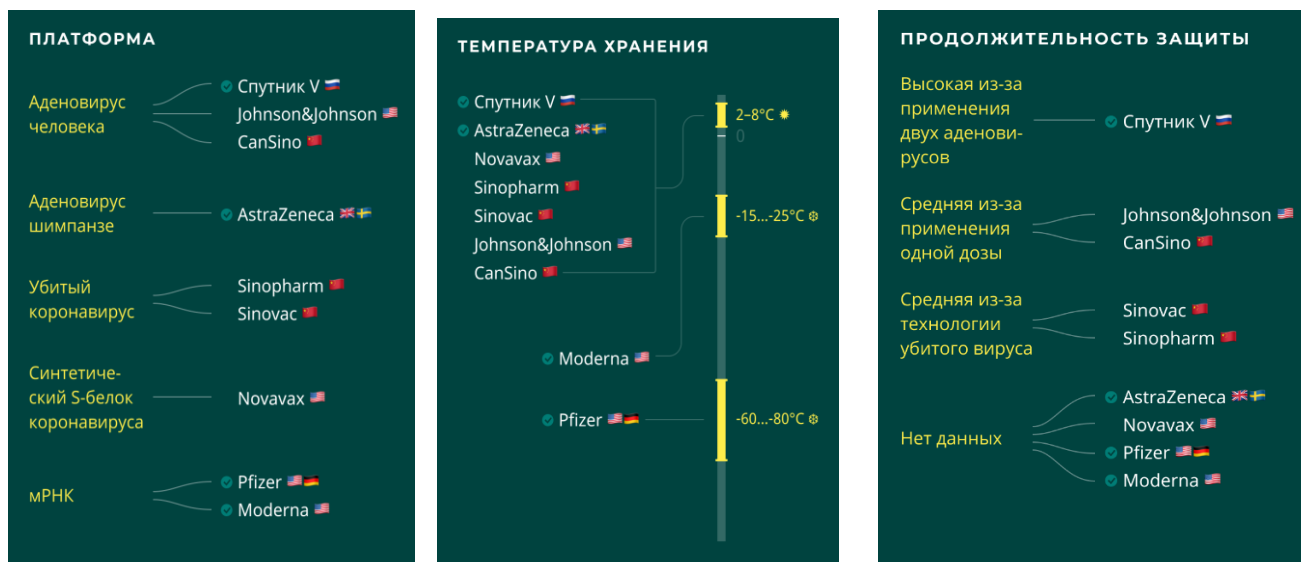 ПЛАТФОРМА
Аденовирус
человека
Спутник V
Johnson&Johnson
CanSino
Аденовирус
шимпанзе
AstraZeneca
Убитый
коронавирус
Sinopharm
Sinovac
Синтетиче-
ский S-белок
коронавируса
Novavax
мРНК
Pfizer
Moderna
ТЕМПЕРАТУРА ХРАНЕНИЯ
Спутник V
AstraZeneca
Novavax
Sinopharm
Sinovac
Johnson&Johnson
CanSino
Moderna
Pfizer
2–8°C
0
-15...-25°C
-60...-80°C
ПРОДОЛЖИТЕЛЬНОСТЬ ЗАЩИТЫ
Высокая из-за
применения
двух аденови-
русов
Спутник V
Средняя из-за
применения
одной дозы
Johnson&Johnson
CanSino
Средняя из-за
технологии
убитого вируса
Sinovac
Sinopharm
Нет данных
AstraZeneca
Novavax
Pfizer
Moderna